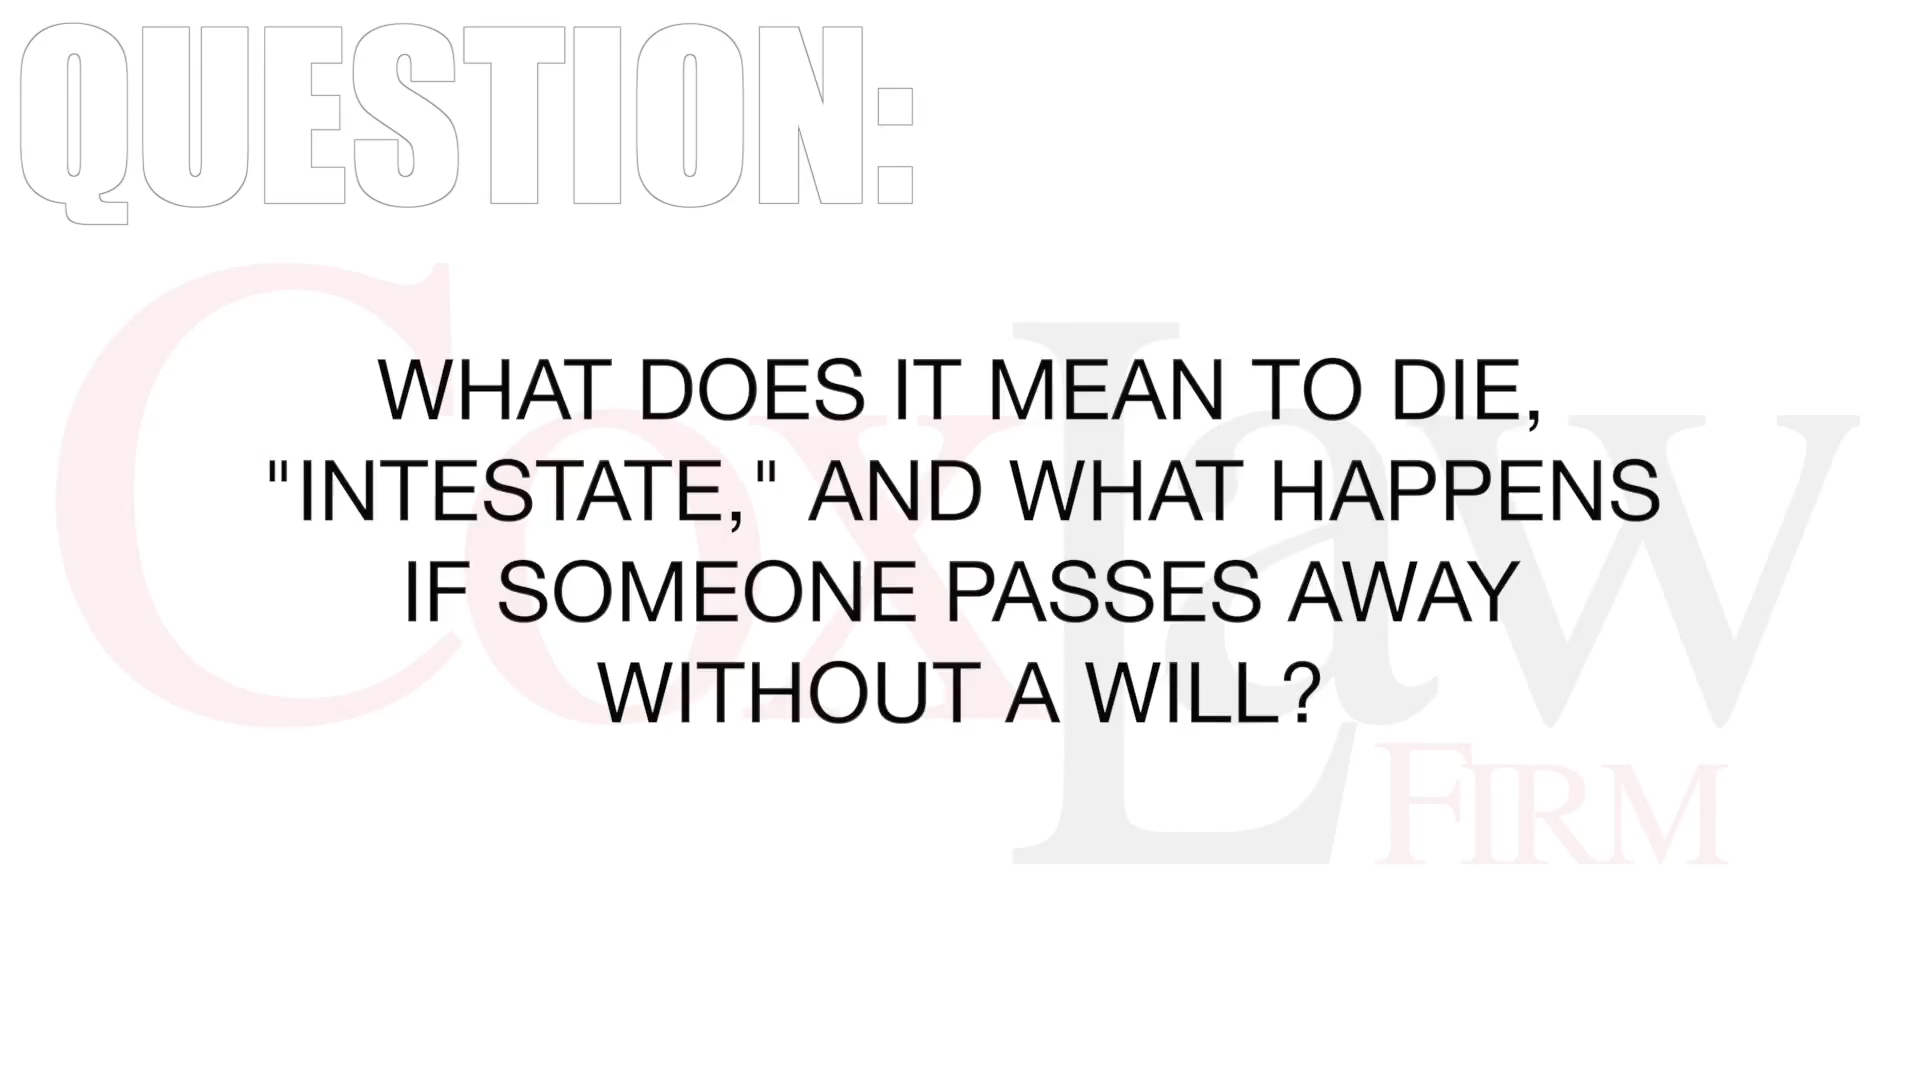 QUESTION:
WHAT DOES IT MEAN TO DIE,
"INTESTATE," AND WHAT HAPPENS
IF SOMEONE PASSES AWAY
WITHOUT A WILL?
Cox Law
FIRM